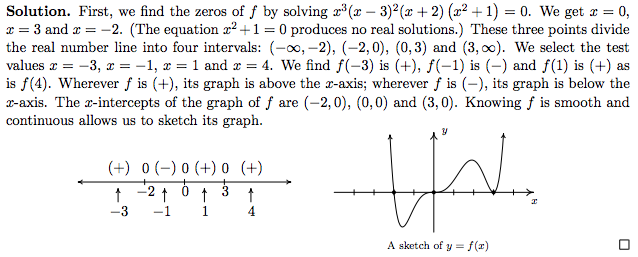 Solution. First, we find the zeros of f by solving x³(x − 3)²(x + 2) (x² + 1) = 0. We get x = 0,
x = 3 and x = −2. (The equation x² + 1 = 0 produces no real solutions.) These three points divide
the real number line into four intervals: (−∞, −2), (−2, 0), (0, 3) and (3, ∞). We select the test
values x = −3, x = −1, x = 1 and x = 4. We find f(−3) is (+), f(−1) is (−) and f(1) is (+) as
is f(4). Wherever f is (+), its graph is above the x-axis; wherever f is (−), its graph is below the
x-axis. The x-intercepts of the graph of f are (−2, 0), (0, 0) and (3, 0). Knowing f is smooth and
continuous allows us to sketch its graph.
y
(+) 0 (−) 0 (+) 0 (+)
−2 0 3
−3 −1 1 4
x
A sketch of y = f(x)